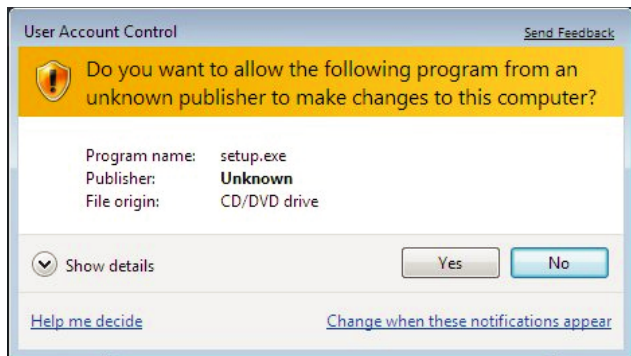 User Account Control
Send Feedback
Do you want to allow the following program from an
unknown publisher to make changes to this computer?
Program name: setup.exe
Publisher: Unknown
File origin: CD/DVD drive
Show details
Yes
No
Help me decide
Change when these notifications appear